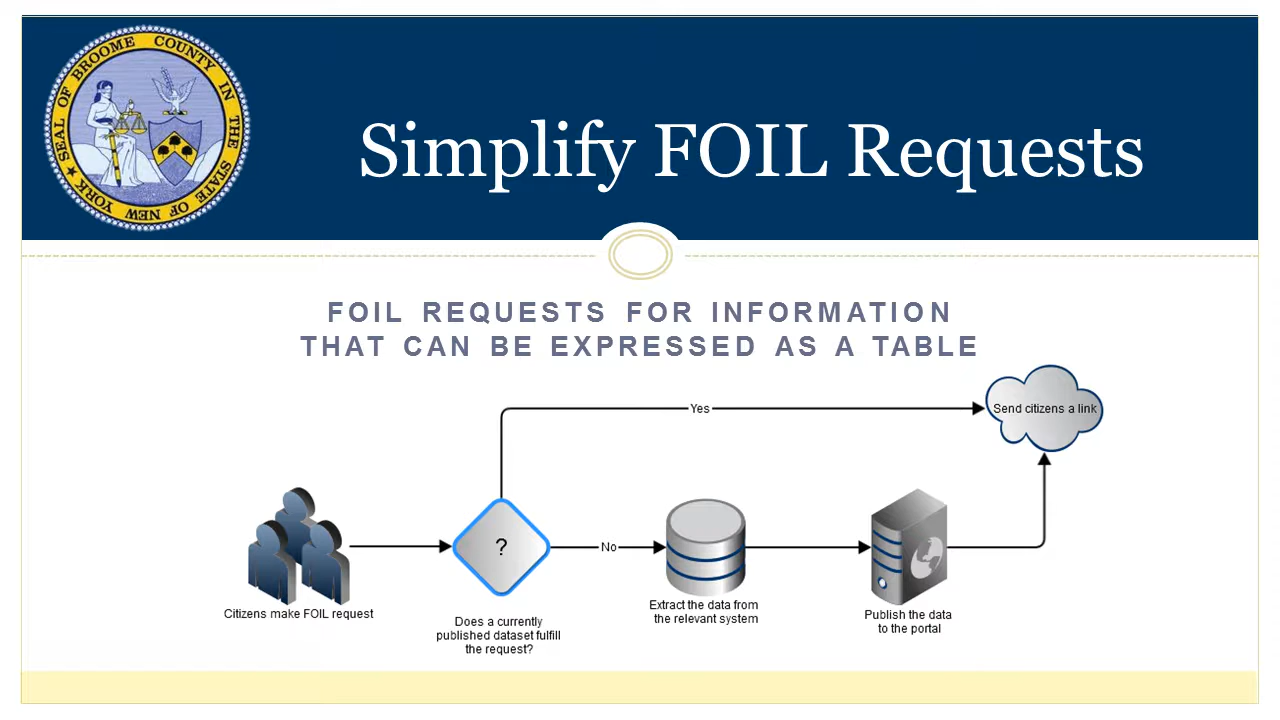 SEAL OF BROOME COUNTY IN THE STATE OF NEW YORK ★
Simplify FOIL Requests
FOIL REQUESTS FOR INFORMATION
THAT CAN BE EXPRESSED AS A TABLE
Yes
Send citizens a link
?
No
Citizens make FOIL request
Does a currently
published dataset fulfill
the request?
Extract the data from
the relevant system
Publish the data
to the portal